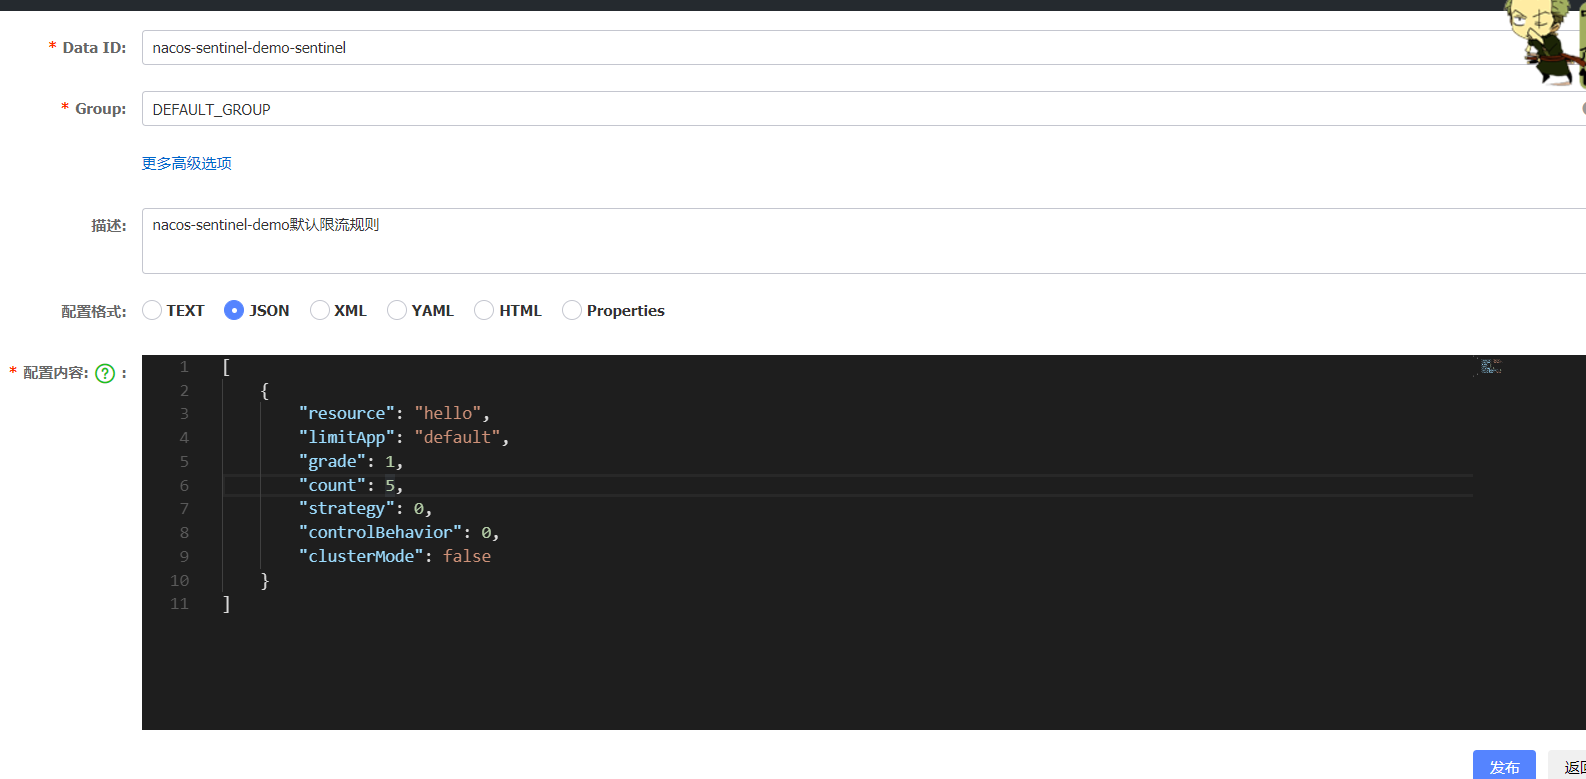 * Data ID: nacos-sentinel-demo-sentinel
* Group: DEFAULT_GROUP
更多高级选项
描述: nacos-sentinel-demo默认限流规则
配置格式: TEXT JSON XML YAML HTML Properties
* 配置内容: ? :
1 [
2 {
3 "resource": "hello",
4 "limitApp": "default",
5 "grade": 1,
6 "count": 5,
7 "strategy": 0,
8 "controlBehavior": 0,
9 "clusterMode": false
10 }
11 ]
发布 返回